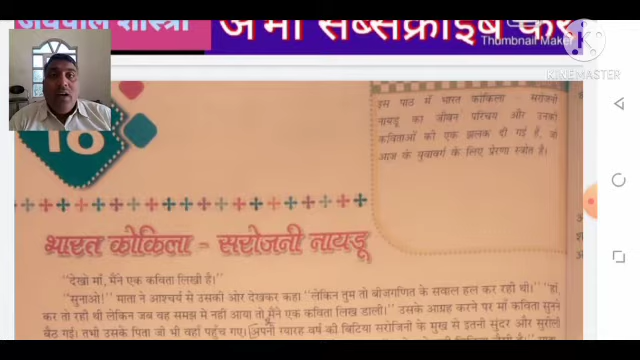 जयपाल शास्त्री
अभी सब्सक्राइब करें
Thumbnail Maker
KINEMASTER
इस पाठ में भारत कोकिला – सरोजनी
नायडू का जीवन परिचय और उनकी
कविताओं की एक झलक दी गई है, जो
आज के युवावर्ग के लिए प्रेरणा स्त्रोत है।
10
भारत कोकिला – सरोजनी नायडू
"देखो माँ, मैंने एक कविता लिखी है।"
"सुनाओ!" माता ने आश्चर्य से उसकी ओर देखकर कहा "लेकिन तुम तो बीजगणित के सवाल हल कर रही थी।" "हां,
कर तो रही थी लेकिन जब वह समझ मे नहीं आया तो मैंने एक कविता लिख डाली।" उसके आग्रह करने पर माँ कविता सुनने
बैठ गई। तभी उसके पिता जी भी वहाँ पहुँच गए। अपनी ग्यारह वर्ष की बिटिया सरोजिनी के मुख से इतनी सुंदर और सुरीली